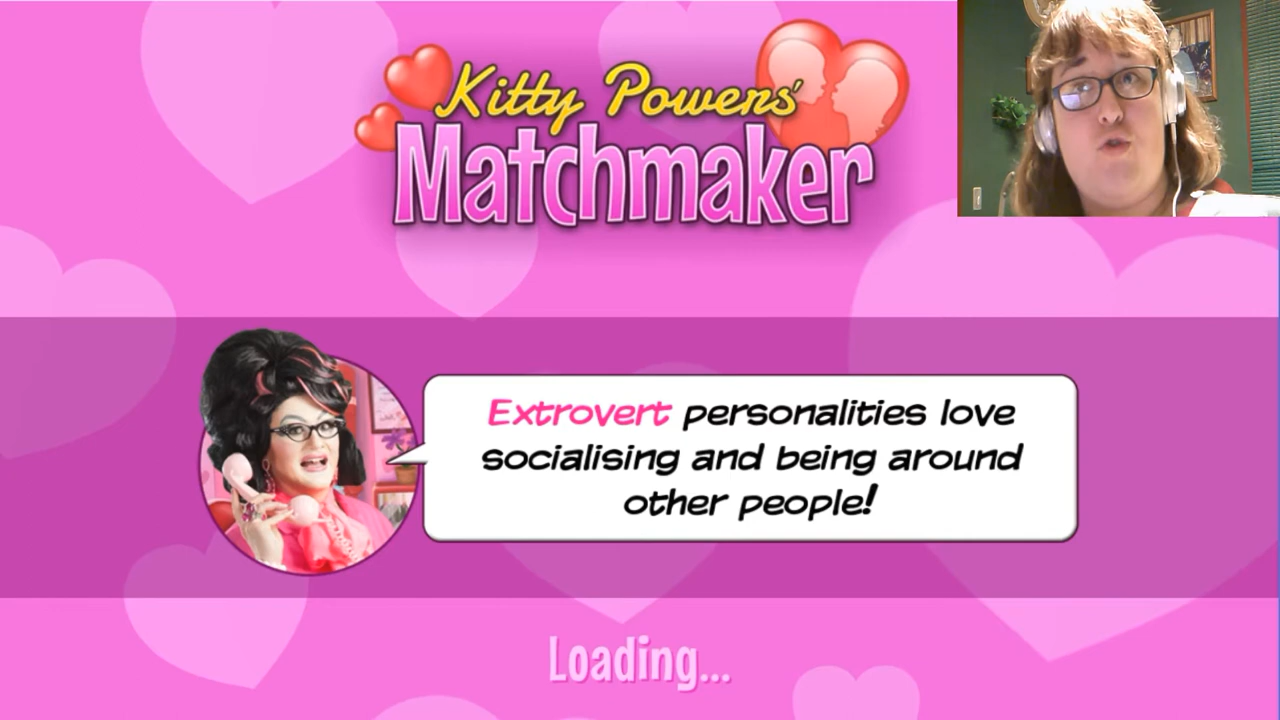 Kitty Powers'
Matchmaker
Extrovert personalities love
socialising and being around
other people!
Loading...